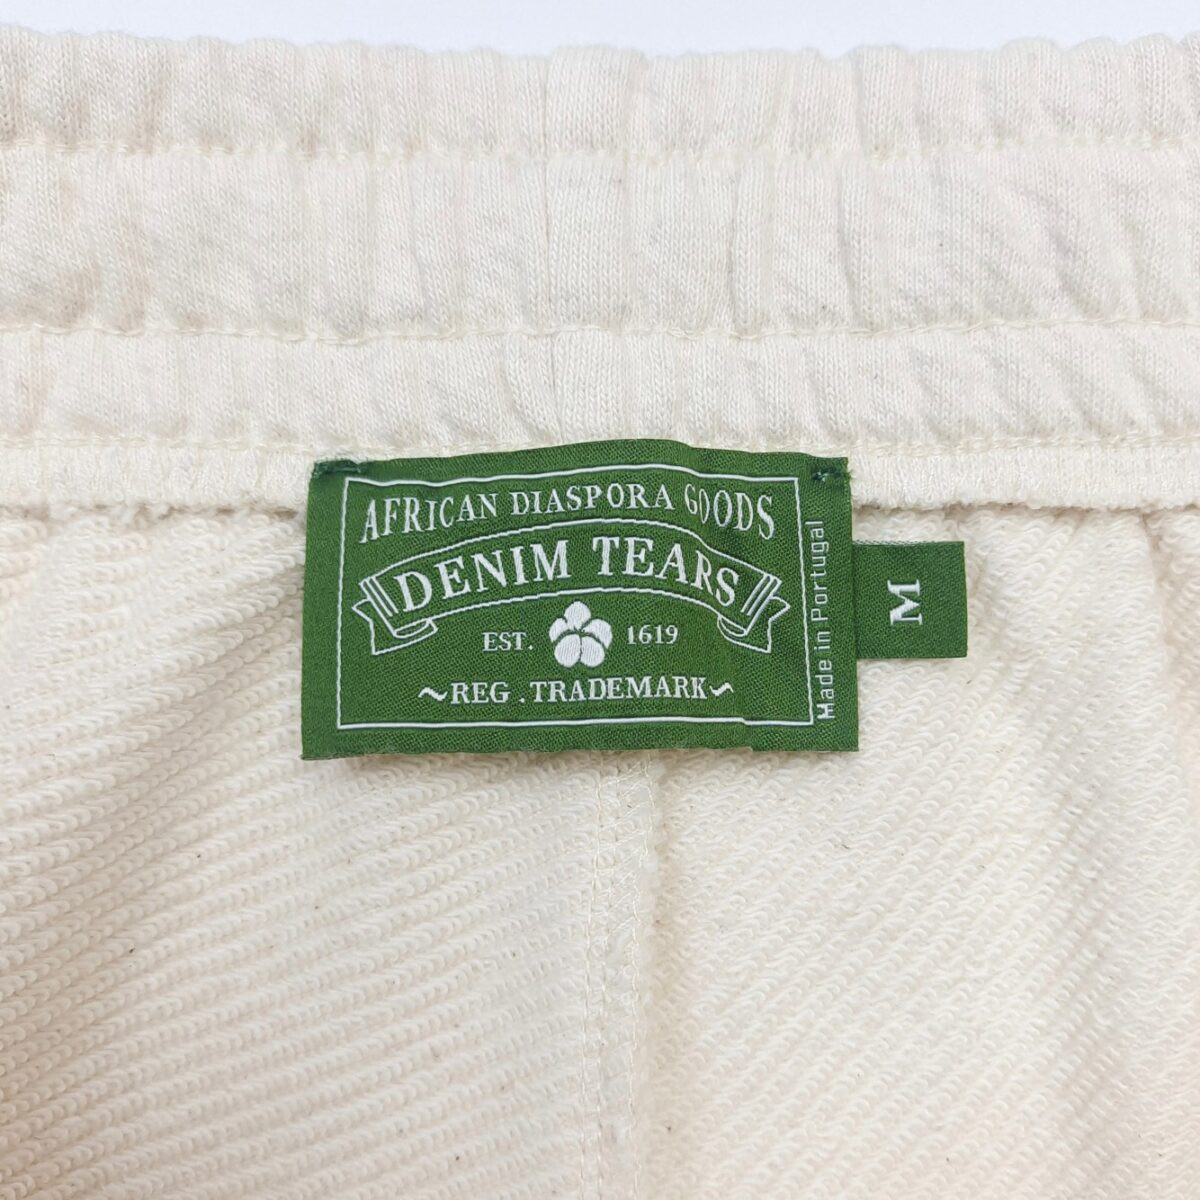 AFRICAN DIASPORA GOODS
DENIM TEARS
EST. 1619
~REG .TRADEMARK~
Made in Portugal
M